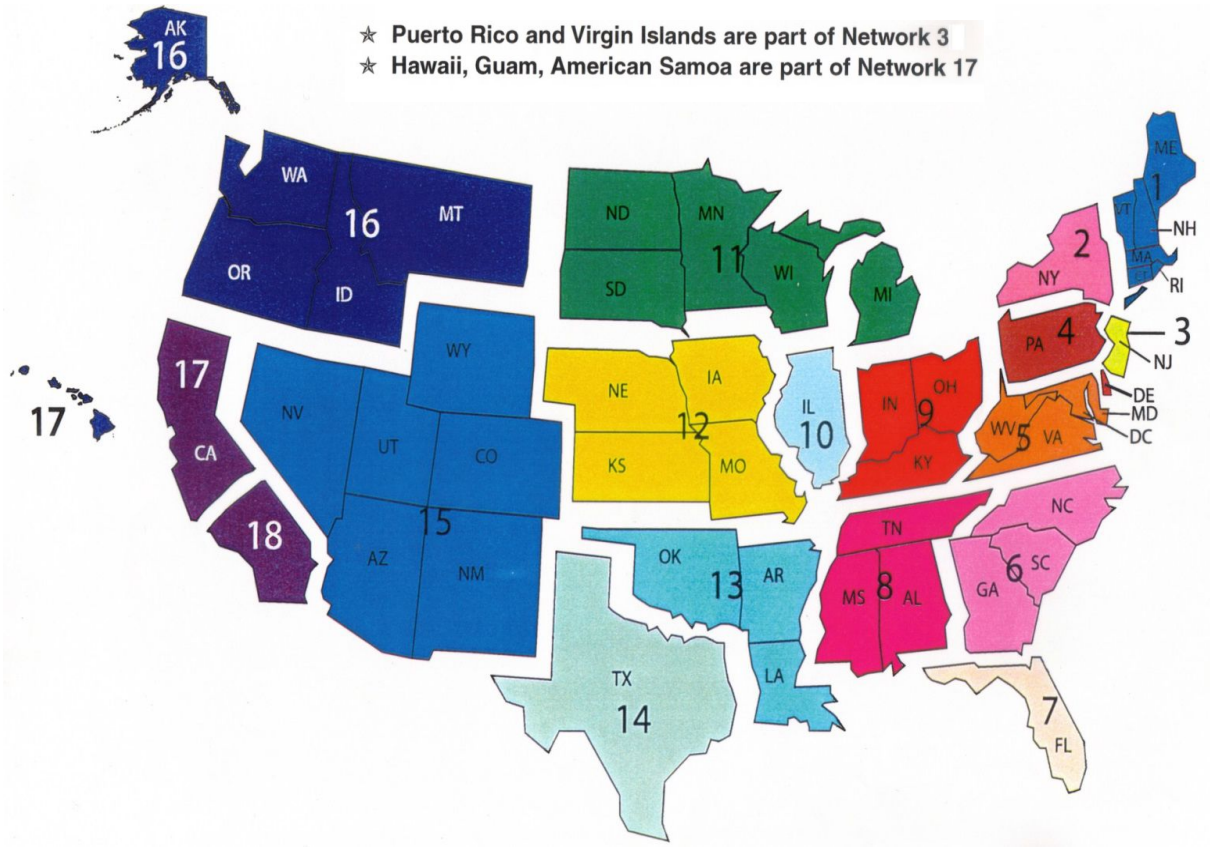 AK
16
✯ Puerto Rico and Virgin Islands are part of Network 3
✯ Hawaii, Guam, American Samoa are part of Network 17
WA
16
MT
OR
ID
ND
MN
11
WI
SD
MI
ME
1
VT
NH
MA
RI
2
NY
4
PA
3
NJ
DE
MD
DC
WV
5
VA
17
CA
17
18
WY
NV
UT
CO
15
AZ
NM
NE
IA
12
KS
MO
IL
10
IN
OH
9
KY
OK
13
AR
LA
TX
14
TN
MS
8
AL
NC
6
SC
GA
7
FL